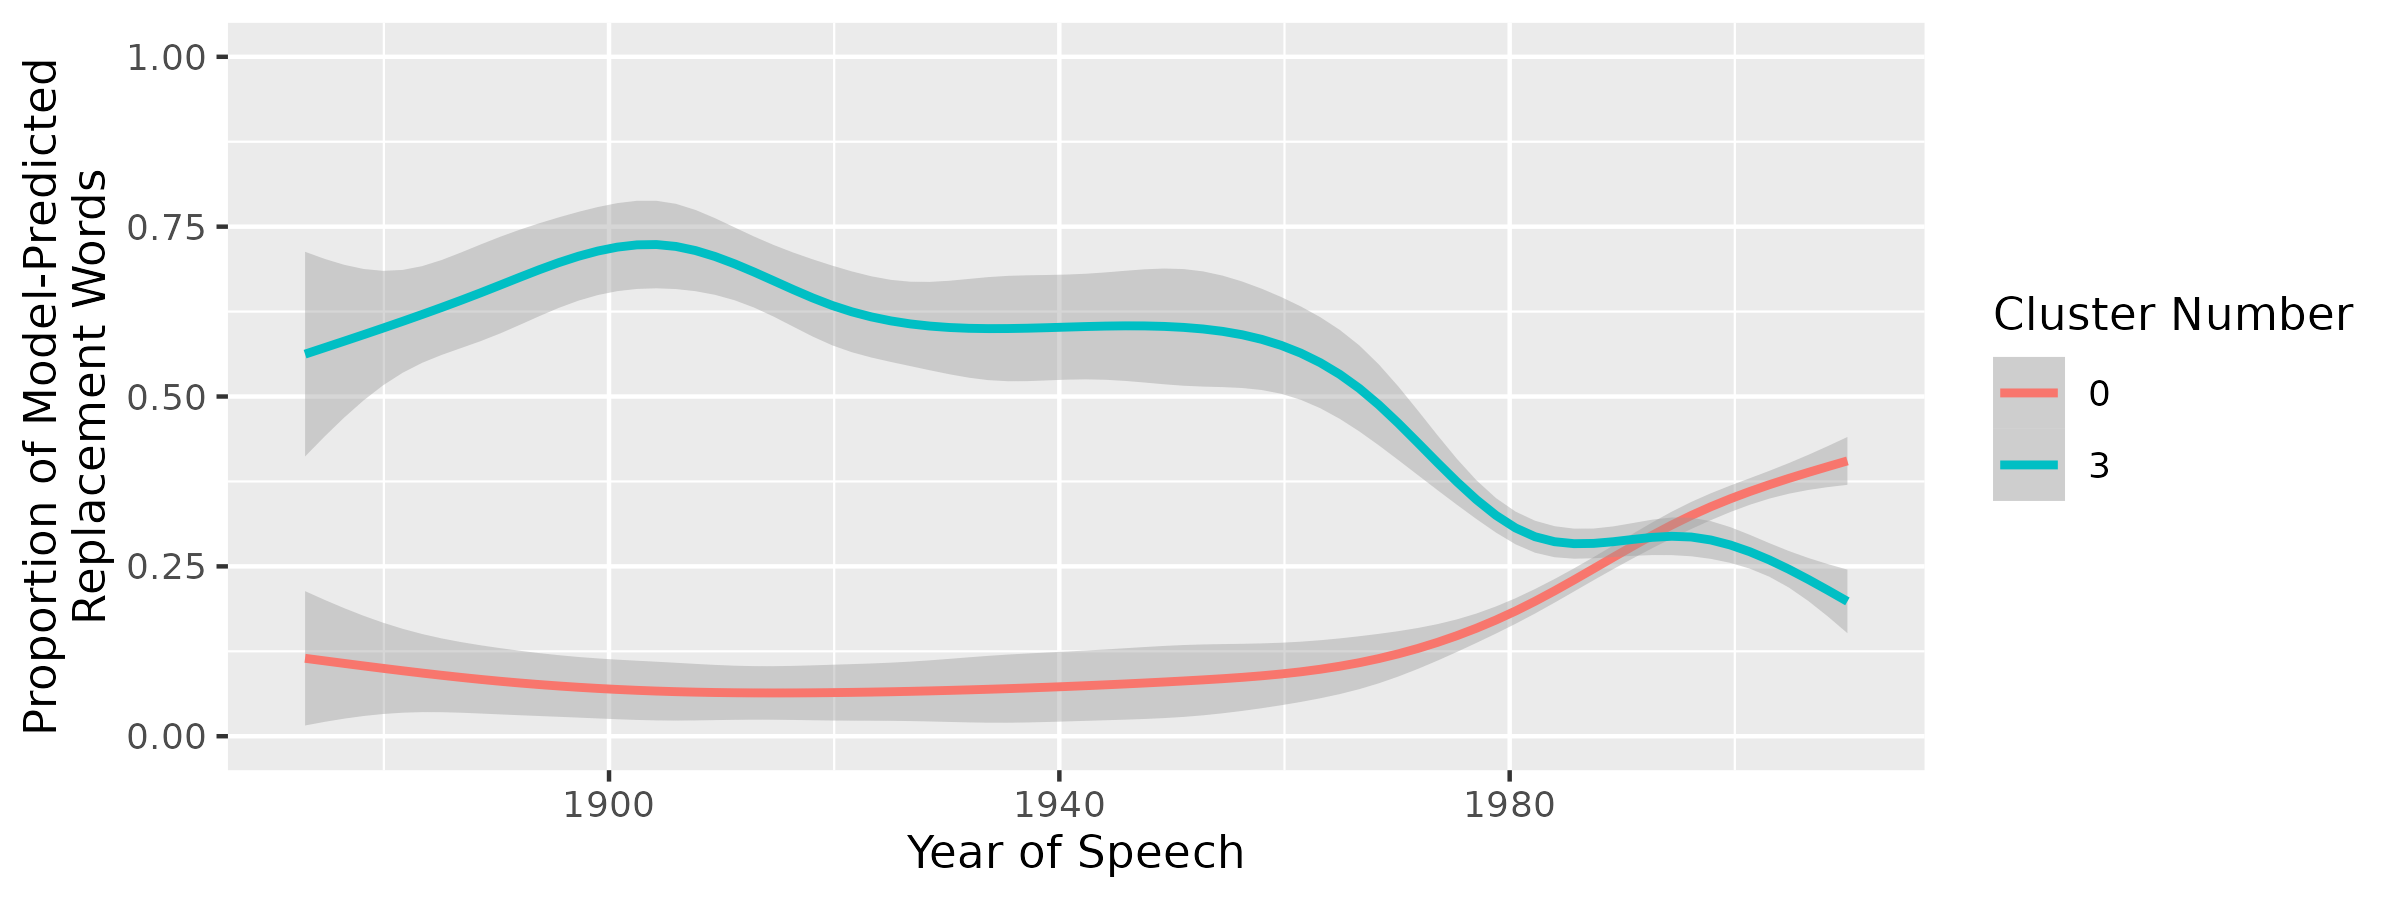 Proportion of Model-Predicted
Replacement Words
1.00
0.75
0.50
0.25
0.00
1900
1940
1980
Year of Speech
Cluster Number
0
3